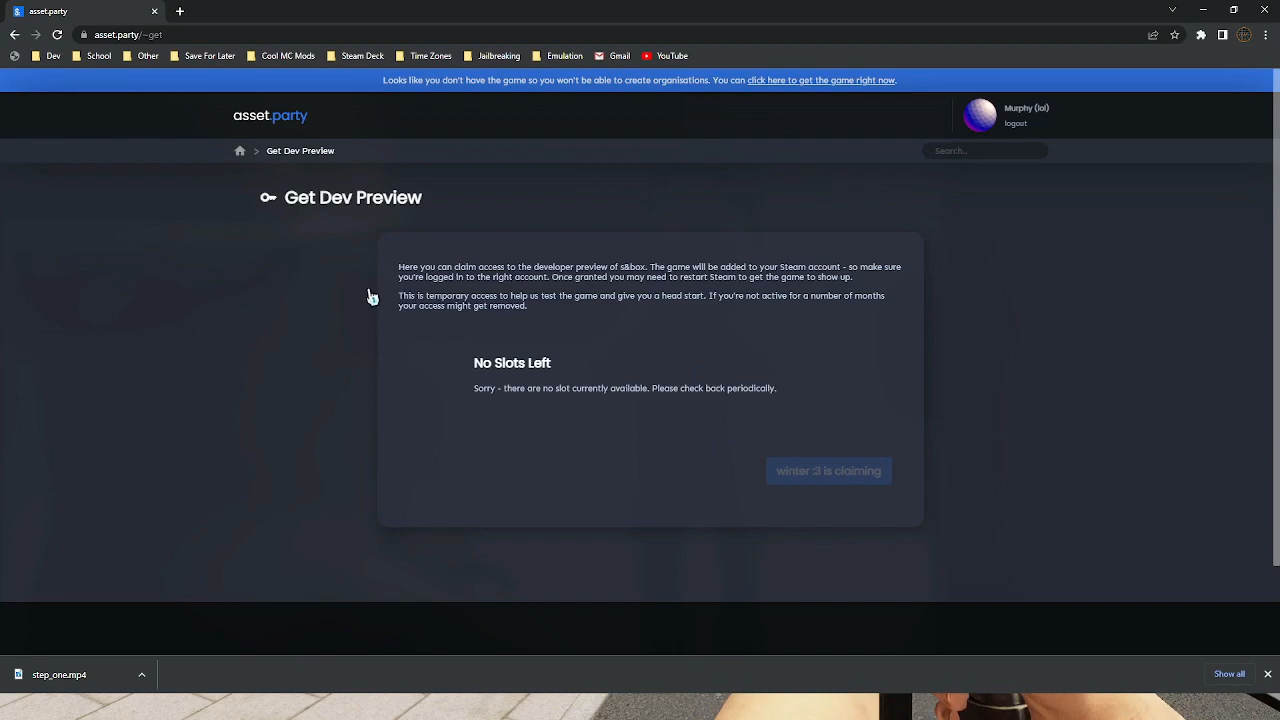 asset.party
asset.party/~get
Dev School Other Save For Later Cool MC Mods Steam Deck Time Zones Jailbreaking Emulation Gmail YouTube
Looks like you don't have the game so you won't be able to create organisations. You can click here to get the game right now.
asset.party
Murphy (lol)
logout
> Get Dev Preview
Search..
Get Dev Preview
Here you can claim access to the developer preview of s&box. The game will be added to your Steam account - so make sure
you're logged in to the right account. Once granted you may need to restart Steam to get the game to show up.
This is temporary access to help us test the game and give you a head start. If you're not active for a number of months
your access might get removed.
No Slots Left
Sorry - there are no slot currently available. Please check back periodically.
winter :3 is claiming
step_one.mp4
Show all